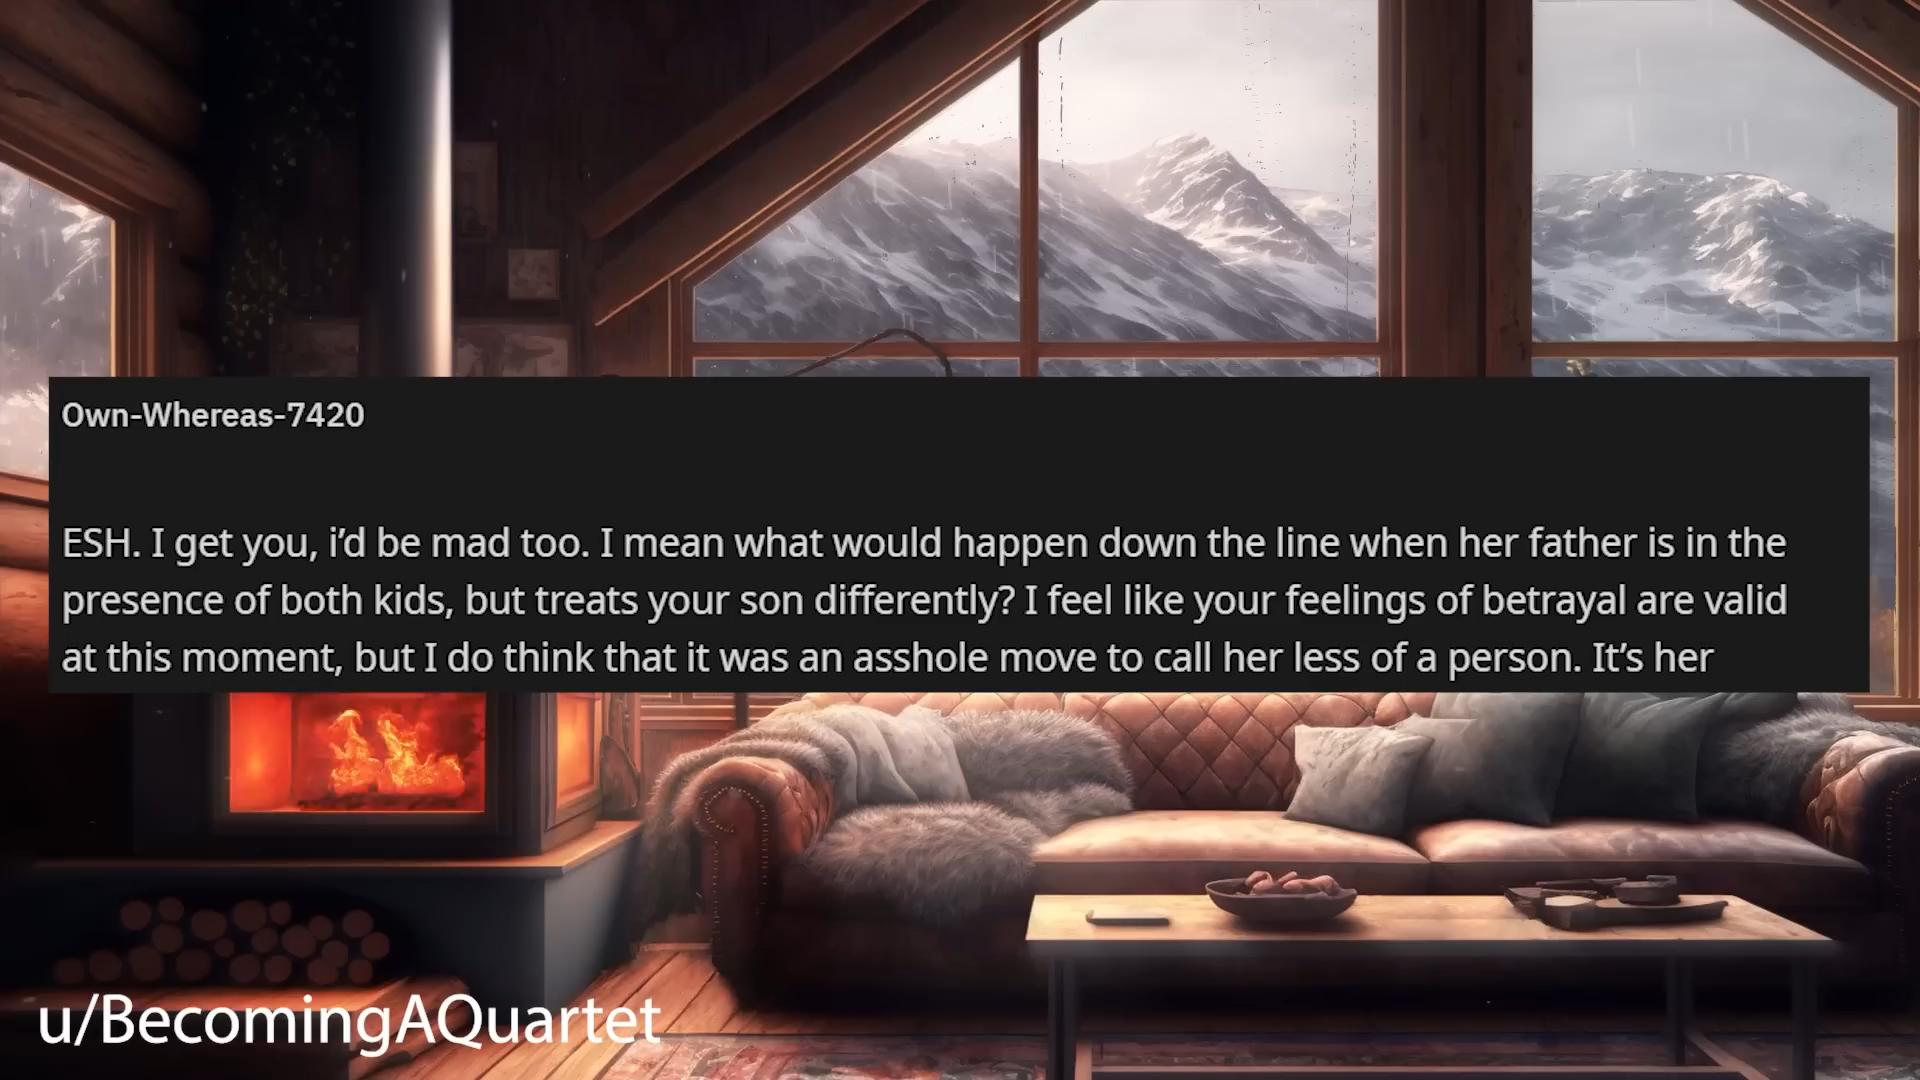 Own-Whereas-7420
ESH. I get you, i’d be mad too. I mean what would happen down the line when her father is in the
presence of both kids, but treats your son differently? I feel like your feelings of betrayal are valid
at this moment, but I do think that it was an asshole move to call her less of a person. It’s her
u/BecomingAQuartet